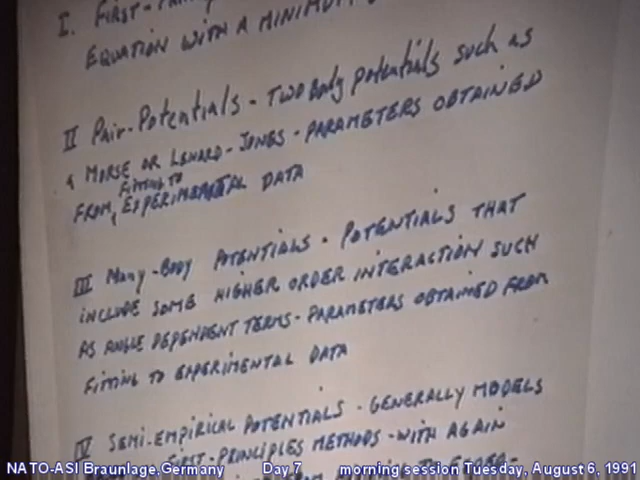 I. FIRST-
EQUATION WITH A MINIMUM
II Pair-Potentials - Two Body potentials such as
a MORSE OR LENARD-JONES - PARAMETERS OBTAINED
FITTING TO
FROM EXPERIMENTAL DATA
III Many-Body POTENTIALS - POTENTIALS THAT
INCLUDE SOME HIGHER ORDER INTERACTION SUCH
AS ANGLE DEPENDENT TERMS - PARAMETERS OBTAINED FROM
FITTING TO EXPERIMENTAL DATA
IV SEMI-EMPIRICAL POTENTIALS - GENERALLY MODELS
FIRST-PRINCIPLES METHODS - WITH AGAIN
NATO-ASI Braunlage,Germany Day 7 morning session Tuesday, August 6, 1991